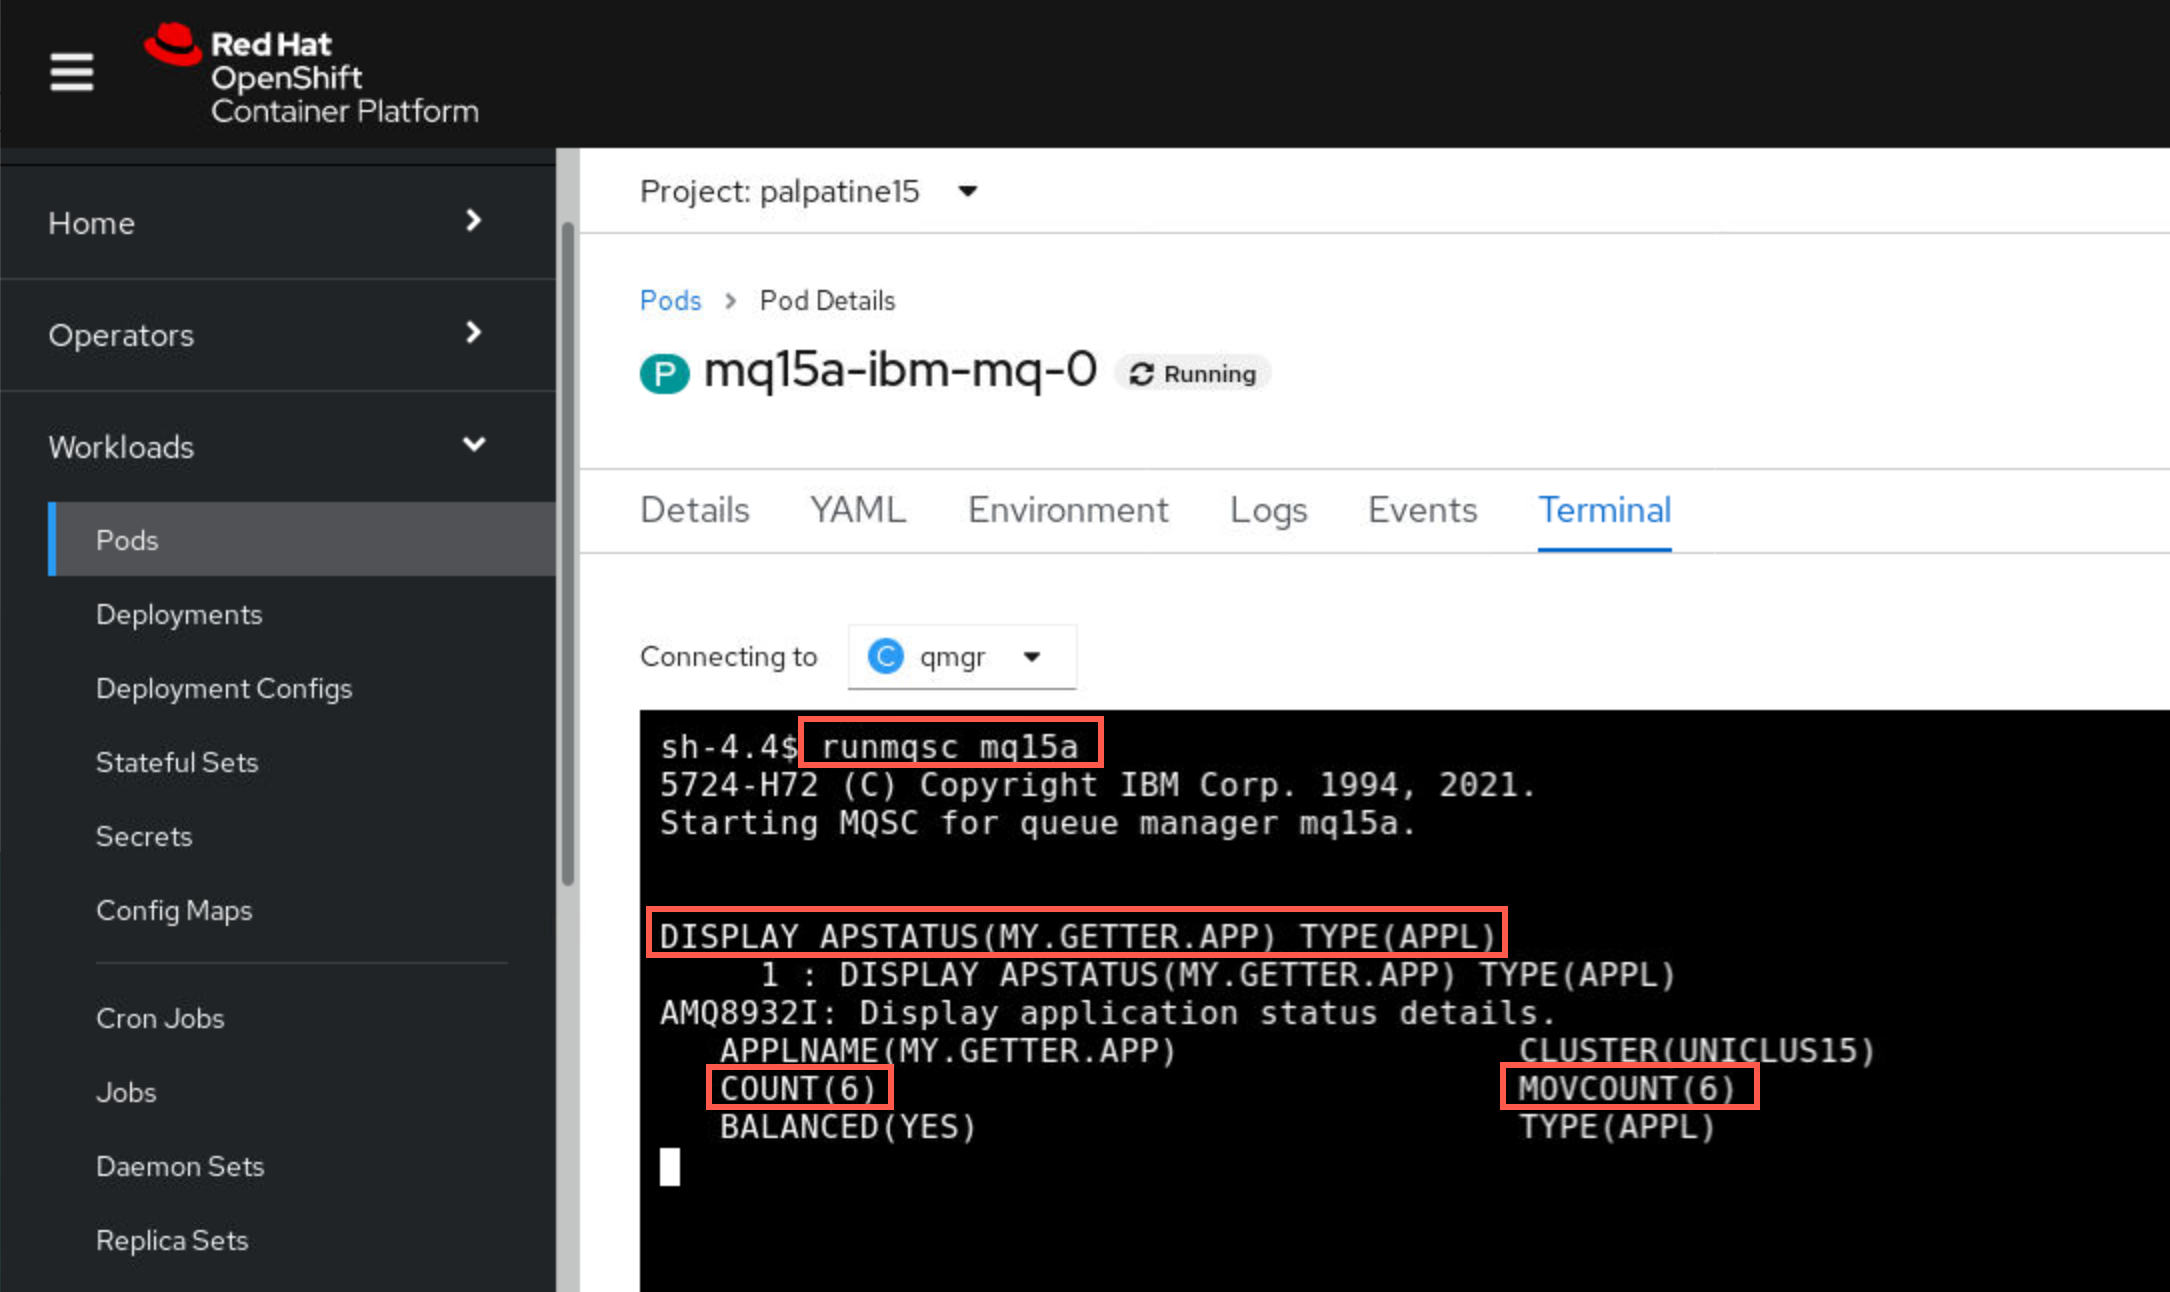 Red Hat
OpenShift
Container Platform
Home
Operators
Workloads
Pods
Deployments
Deployment Configs
Stateful Sets
Secrets
Config Maps
Cron Jobs
Jobs
Daemon Sets
Replica Sets
Project: palpatine15
Pods > Pod Details
P mq15a-ibm-mq-0 Running
Details YAML Environment Logs Events Terminal
Connecting to C qmgr
sh-4.4$ runmqsc mq15a
5724-H72 (C) Copyright IBM Corp. 1994, 2021.
Starting MQSC for queue manager mq15a.
DISPLAY APSTATUS(MY.GETTER.APP) TYPE(APPL)
1 : DISPLAY APSTATUS(MY.GETTER.APP) TYPE(APPL)
AMQ8932I: Display application status details.
APPLNAME(MY.GETTER.APP) CLUSTER(UNICLUS15)
COUNT(6) MOVCOUNT(6)
BALANCED(YES) TYPE(APPL)